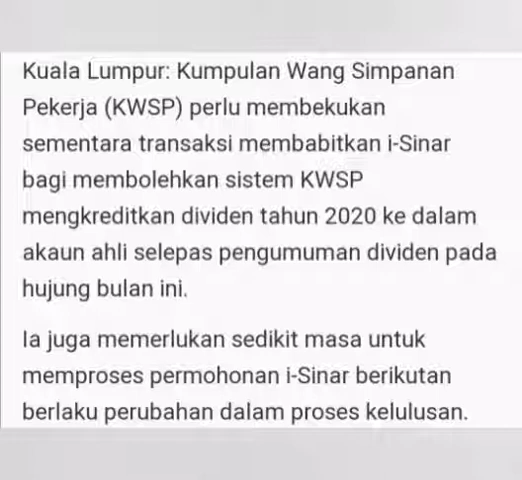 Kuala Lumpur: Kumpulan Wang Simpanan
Pekerja (KWSP) perlu membekukan
sementara transaksi membabitkan i-Sinar
bagi membolehkan sistem KWSP
mengkreditkan dividen tahun 2020 ke dalam
akaun ahli selepas pengumuman dividen pada
hujung bulan ini.
Ia juga memerlukan sedikit masa untuk
memproses permohonan i-Sinar berikutan
berlaku perubahan dalam proses kelulusan.